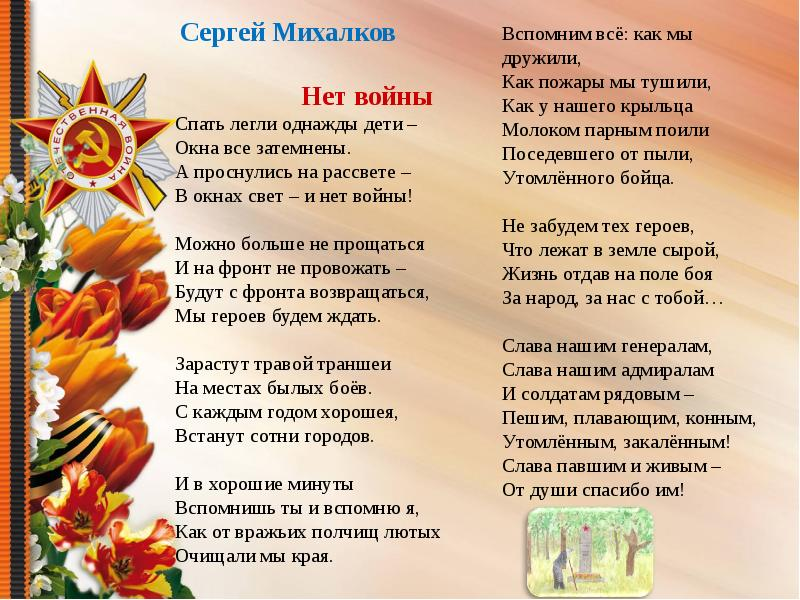 Сергей Михалков
Нет войны
Спать легли однажды дети –
Окна все затемнены.
А проснулись на рассвете –
В окнах свет – и нет войны!
Можно больше не прощаться
И на фронт не провожать –
Будут с фронта возвращаться,
Мы героев будем ждать.
Зарастут травой траншеи
На местах былых боёв.
С каждым годом хорошея,
Встанут сотни городов.
И в хорошие минуты
Вспомнишь ты и вспомню я,
Как от вражьих полчищ лютых
Очищали мы края.
Вспомним всё: как мы
дружили,
Как пожары мы тушили,
Как у нашего крыльца
Молоком парным поили
Поседевшего от пыли,
Утомлённого бойца.
Не забудем тех героев,
Что лежат в земле сырой,
Жизнь отдав на поле боя
За народ, за нас с тобой…
Слава нашим генералам,
Слава нашим адмиралам
И солдатам рядовым –
Пешим, плавающим, конным,
Утомлённым, закалённым!
Слава павшим и живым –
От души спасибо им!
ОТЕЧЕСТВЕННАЯ ВОЙНА